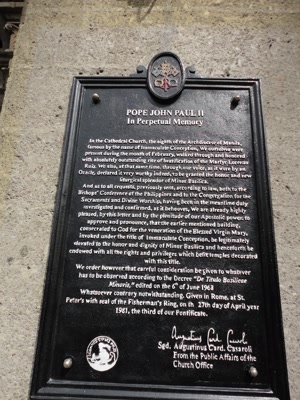 POPE JOHN PAUL II
In Perpetual Memory
In the Cathedral Church, the eighth of the Archdiocese of Manila,
famous by the name of Immaculate Conception, We ourselves were
present during the month of February, walked through and honored
with absolutely outstanding rite of beatification of the Martyr, Lorenzo
Ruiz. We also, at that same time, through our voice, as it were by an
Oracle, declared it very worthy indeed, to be granted the honor and new
liturgical splendor of Minor Basilica.
And as to all requests, previously sent, according to law, both to the
Bishops' Conference of the Philippines and to the Congregation for the
Sacraments and Divine Worship, having been in the meantime duly
investigated and confirmed, as it behooves, We are already highly
pleased, by this letter and by the plenitude of our Apostolic power, to
approve and pronounce, that the earlier mentioned building,
consecrated to God for the veneration of the Blessed Virgin Mary,
invoked under the title of Immaculate Conception, be legitimately
elevated to the honor and dignity of Minor Basilica and henceforth be
endowed with all the rights and privileges which befit temples decorated
with this title.
We order however that careful consideration be given to whatever
has to be observed according to the Decree "De Titulo Basilicae
Minoris," edited on the 6th of June 1968
Whatsoever contrary notwithstanding. Given in Rome, at St.
Peter's with seal of the Fisherman's Ring, on th 27th day of April year
1981, the third of our Pontificate.
Sgd. Augustinus Card. Casaroli
From the Public Affairs of the
Church Office